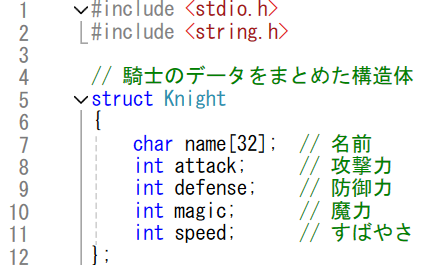 1 #include <stdio.h>
2 #include <string.h>
3
4 // 騎士のデータをまとめた構造体
5 struct Knight
6 {
7 char name[32]; // 名前
8 int attack; // 攻撃力
9 int defense; // 防御力
10 int magic; // 魔力
11 int speed; // すばやさ
12 };